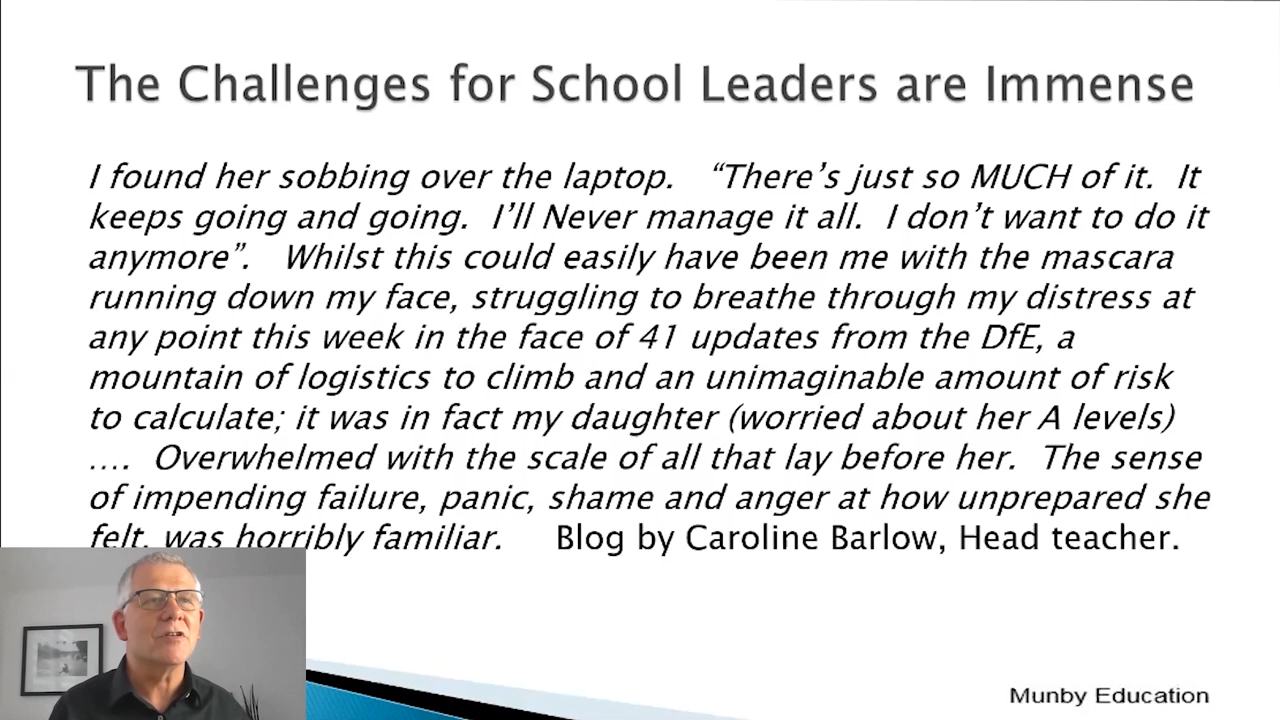 The Challenges for School Leaders are Immense
I found her sobbing over the laptop. “There’s just so MUCH of it. It
keeps going and going. I’ll Never manage it all. I don’t want to do it
anymore”. Whilst this could easily have been me with the mascara
running down my face, struggling to breathe through my distress at
any point this week in the face of 41 updates from the DfE, a
mountain of logistics to climb and an unimaginable amount of risk
to calculate; it was in fact my daughter (worried about her A levels)
…. Overwhelmed with the scale of all that lay before her. The sense
of impending failure, panic, shame and anger at how unprepared she
felt, was horribly familiar. Blog by Caroline Barlow, Head teacher.
Munby Education